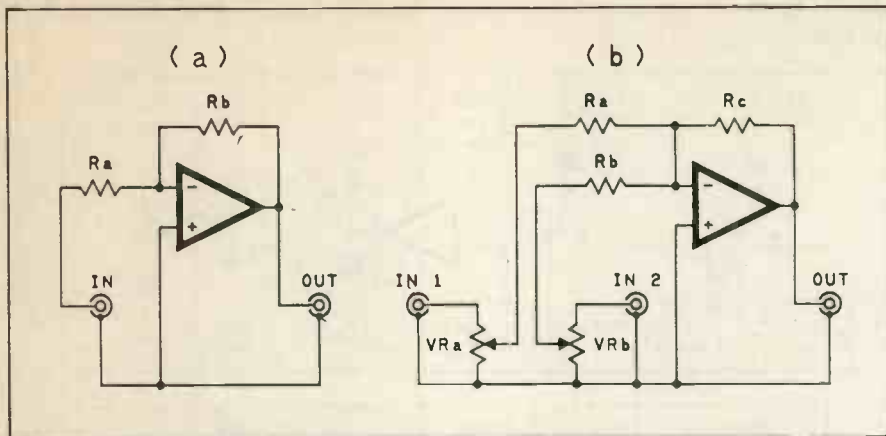 (a)
(b)
Rb
Ra
-
+
IN
OUT
Ra
Rc
Rb
-
+
IN 1
IN 2
OUT
VRa
VRb